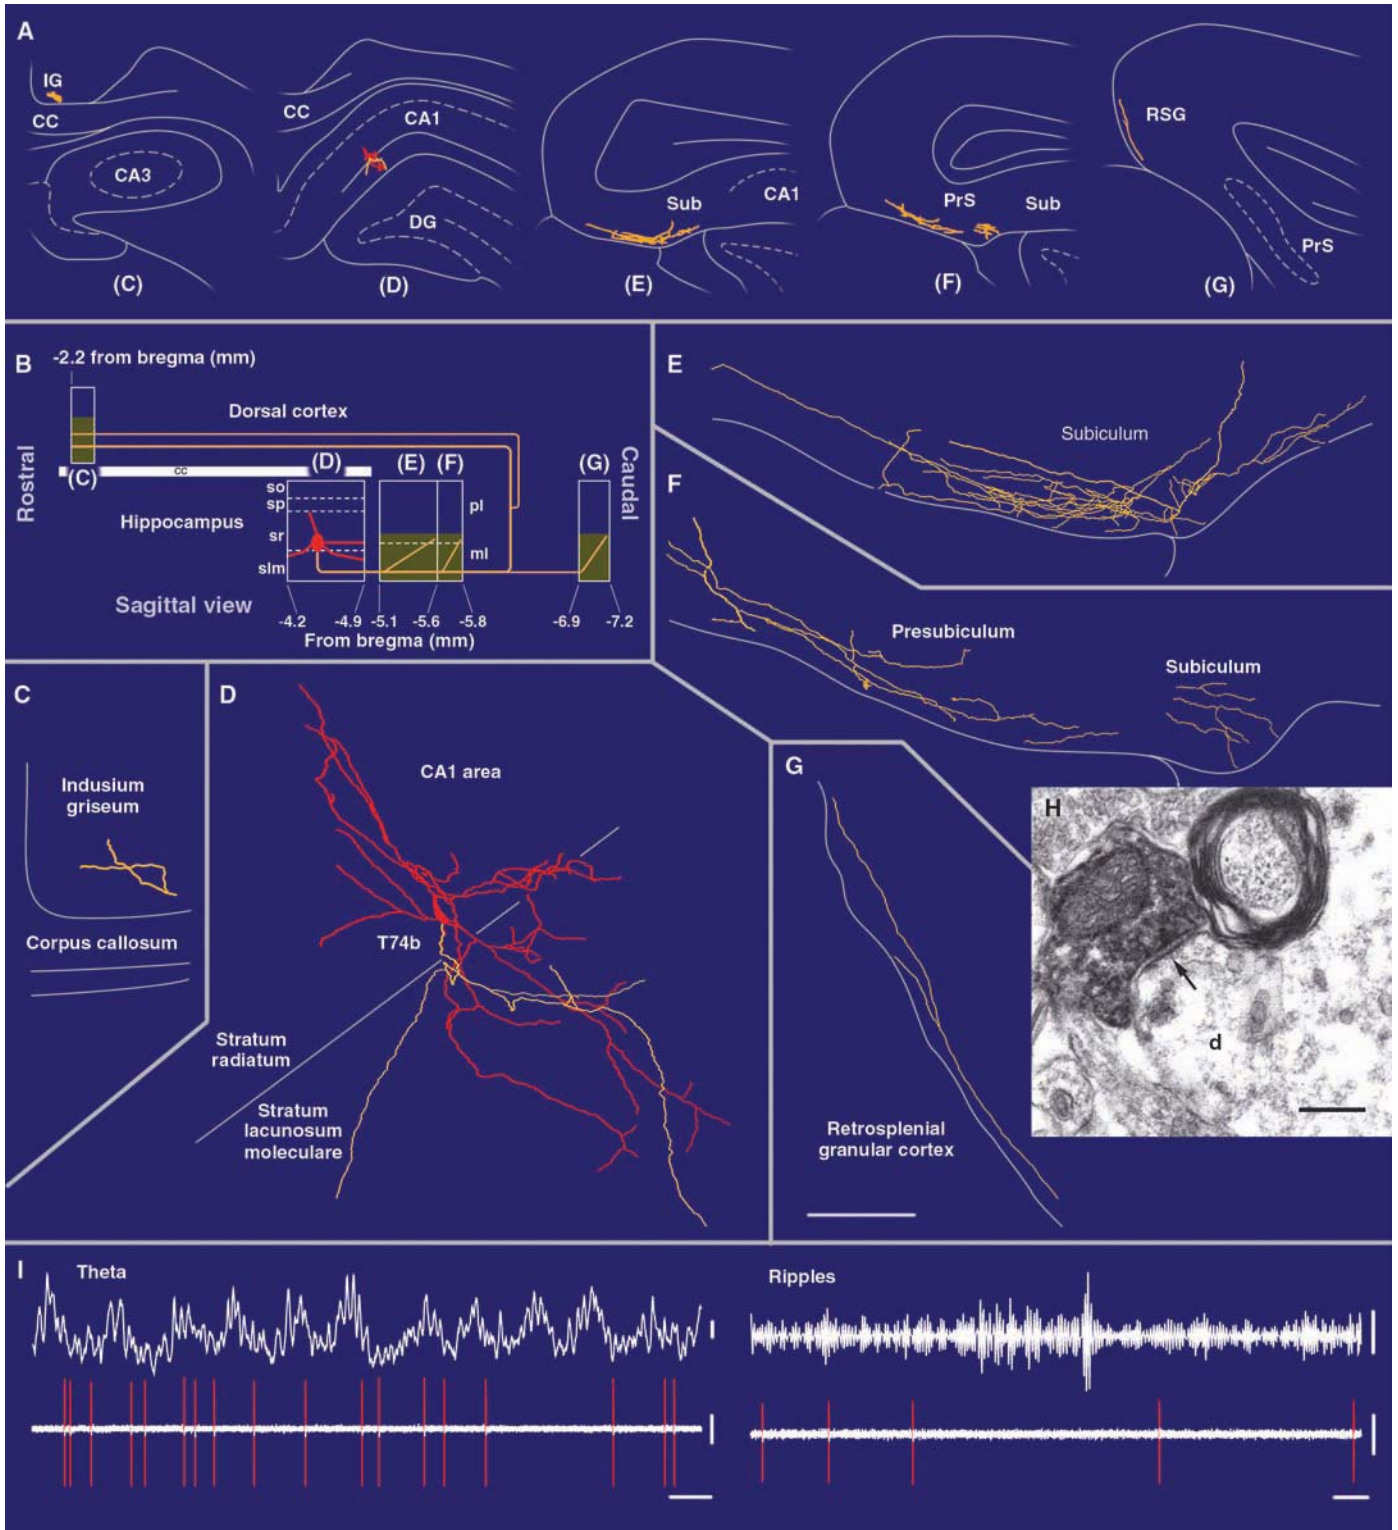 A
IG
CC
CA3
(C)
CC
CA1
DG
(D)
Sub
CA1
(E)
PrS
Sub
(F)
RSG
PrS
(G)
B
-2.2 from bregma (mm)
Dorsal cortex
Rostral
Caudal
(C)
cc
(D)
(E)
(F)
(G)
so
sp
sr
slm
Hippocampus
pl
ml
Sagittal view
-4.2
-4.9
-5.1
-5.6
-5.8
-6.9
-7.2
From bregma (mm)
E
Subiculum
F
Presubiculum
Subiculum
C
Indusium
griseum
Corpus callosum
D
CA1 area
T74b
Stratum
radiatum
Stratum
lacunosum
moleculare
G
Retrosplenial
granular cortex
H
d
I
Theta
Ripples